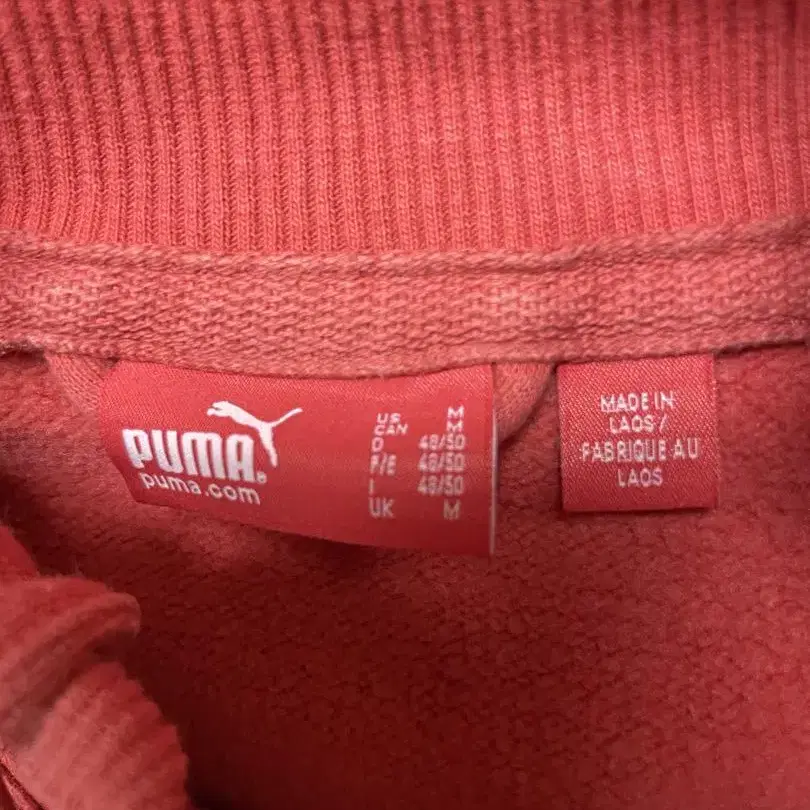 PUMA®
puma.com
US M
CAN M
D 48/50
F/E 48/50
I 48/50
UK M
MADE IN
LAOS/
FABRIQUE AU
LAOS